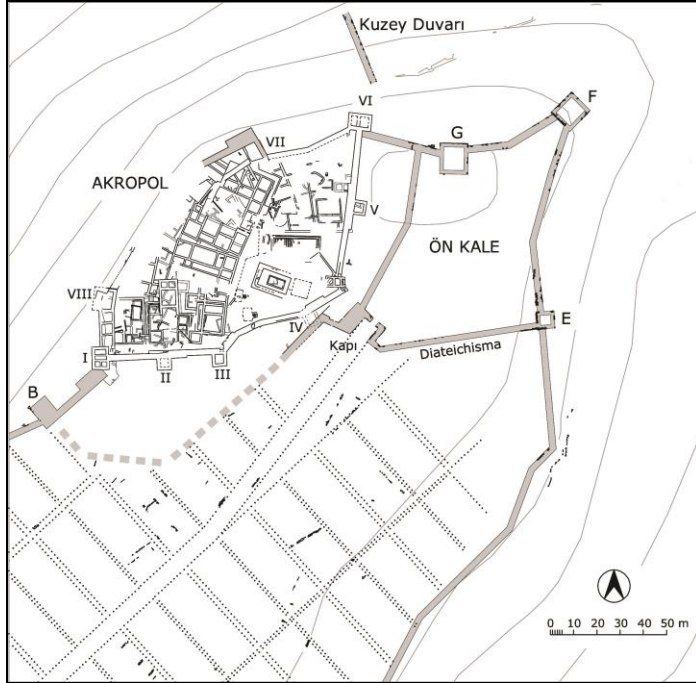 Kuzey Duvarı
VI
F
G
VII
AKROPOL
V
ÖN KALE
VIII
E
IV
Kapı
Diateichisma
I
II
III
B
0 10 20 30 40 50 m